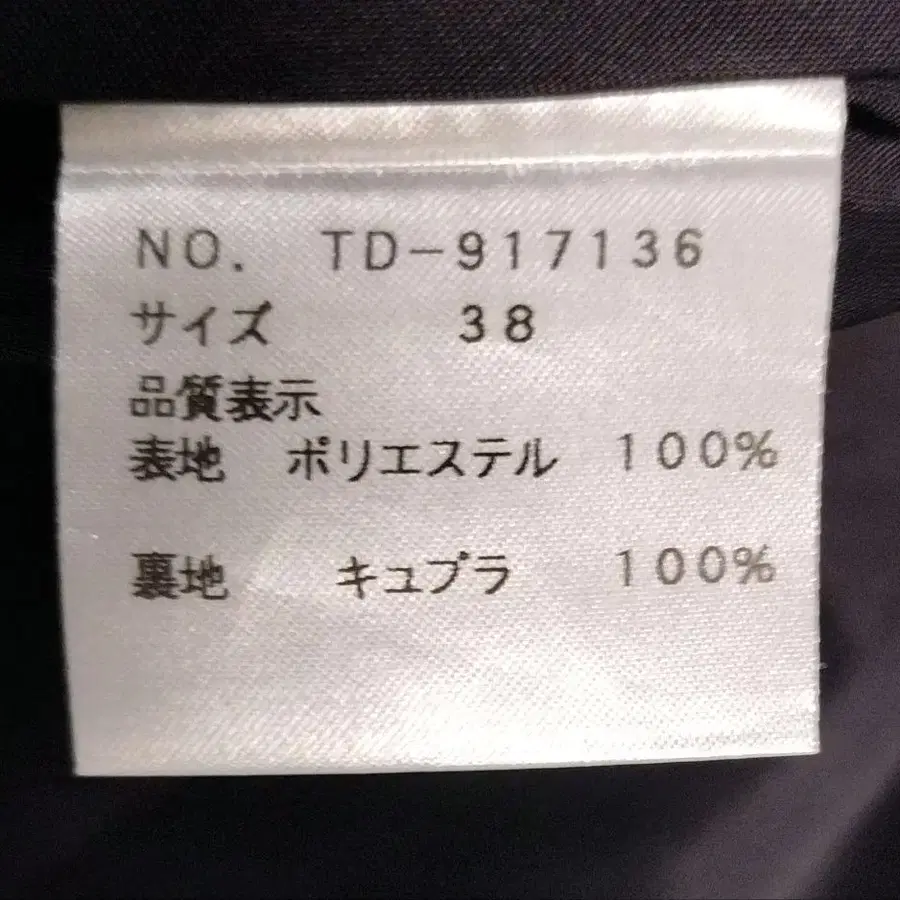 NO. TD-917136
サイズ 38
品質表示
表地 ポリエステル 100%
裏地 キュプラ 100%